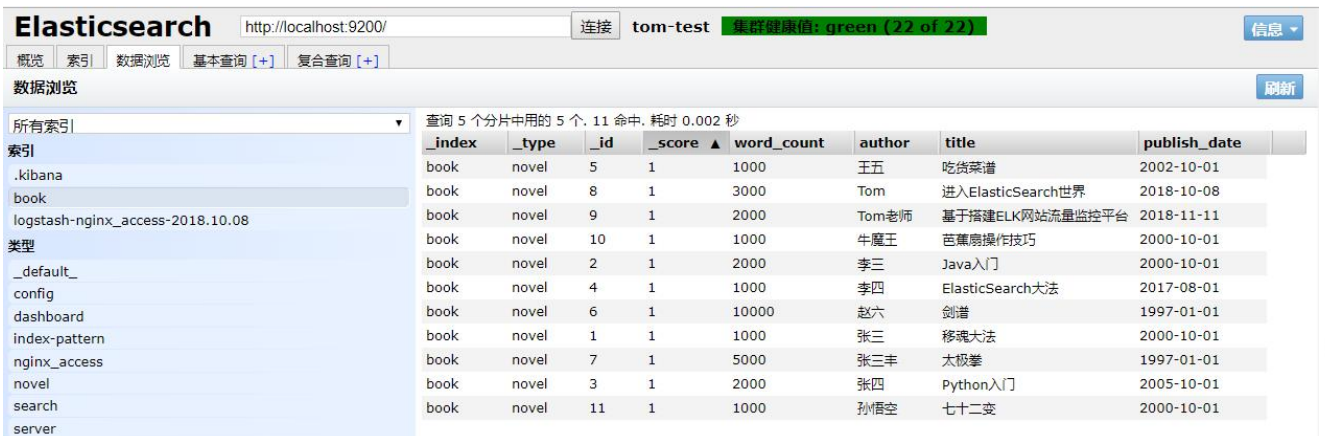 Elasticsearch http://localhost:9200/ 连接 tom-test 集群健康值: green (22 of 22) 信息
概览 索引 数据浏览 基本查询 [+] 复合查询 [+]
数据浏览 刷新
所有索引
索引
.kibana
book
logstash-nginx_access-2018.10.08
类型
_default_
config
dashboard
index-pattern
nginx_access
novel
search
server
查询 5 个分片中用的 5 个. 11 命中. 耗时 0.002 秒
_index _type _id _score ▲ word_count author title publish_date
book novel 5 1 1000 王五 吃货菜谱 2002-10-01
book novel 8 1 3000 Tom 进入ElasticSearch世界 2018-10-08
book novel 9 1 2000 Tom老师 基于搭建ELK网站流量监控平台 2018-11-11
book novel 10 1 1000 牛魔王 芭蕉扇操作技巧 2000-10-01
book novel 2 1 2000 李三 Java入门 2000-10-01
book novel 4 1 1000 李四 ElasticSearch大法 2017-08-01
book novel 6 1 10000 赵六 剑谱 1997-01-01
book novel 1 1 1000 张三 移魂大法 2000-10-01
book novel 7 1 5000 张三丰 太极拳 1997-01-01
book novel 3 1 2000 张四 Python入门 2005-10-01
book novel 11 1 1000 孙悟空 七十二变 2000-10-01